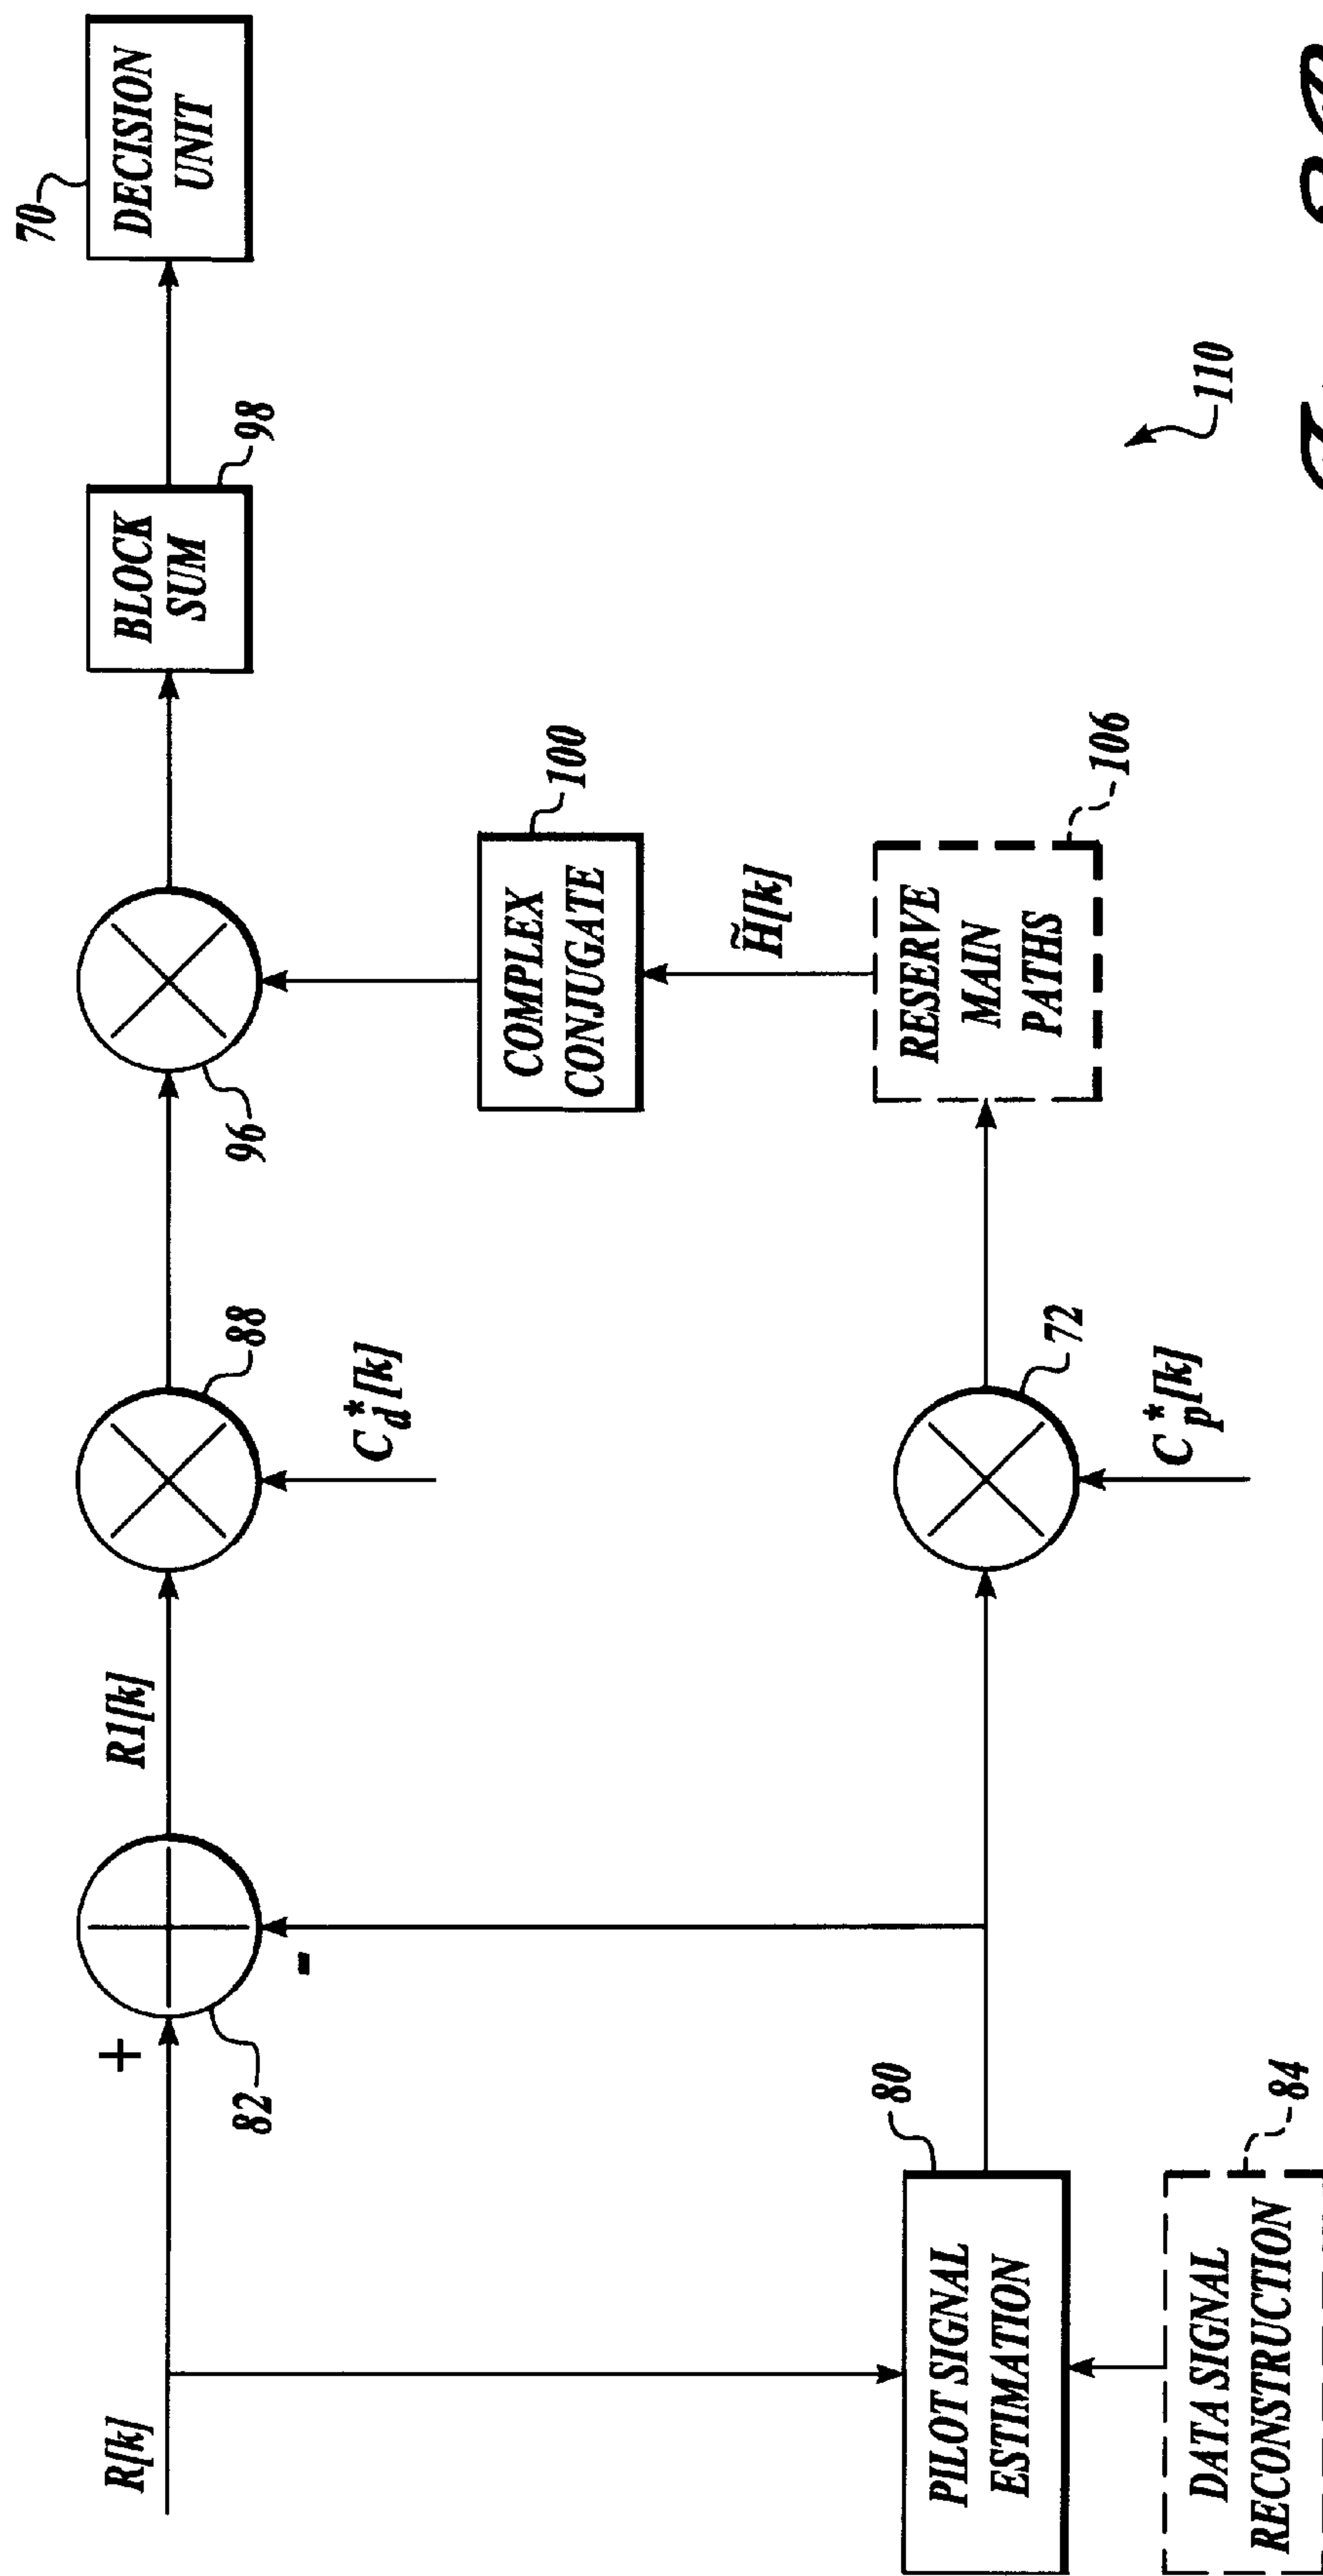 70
DECISION
UNIT
BLOCK
SUM
98
96
88
C*d[k]
R1[k]
+
-
82
R[k]
COMPLEX
CONJUGATE
100
H̃[k]
RESERVE
MAIN
PATHS
106
72
C*p[k]
80
PILOT SIGNAL
ESTIMATION
DATA SIGNAL
RECONSTRUCTION
84
110